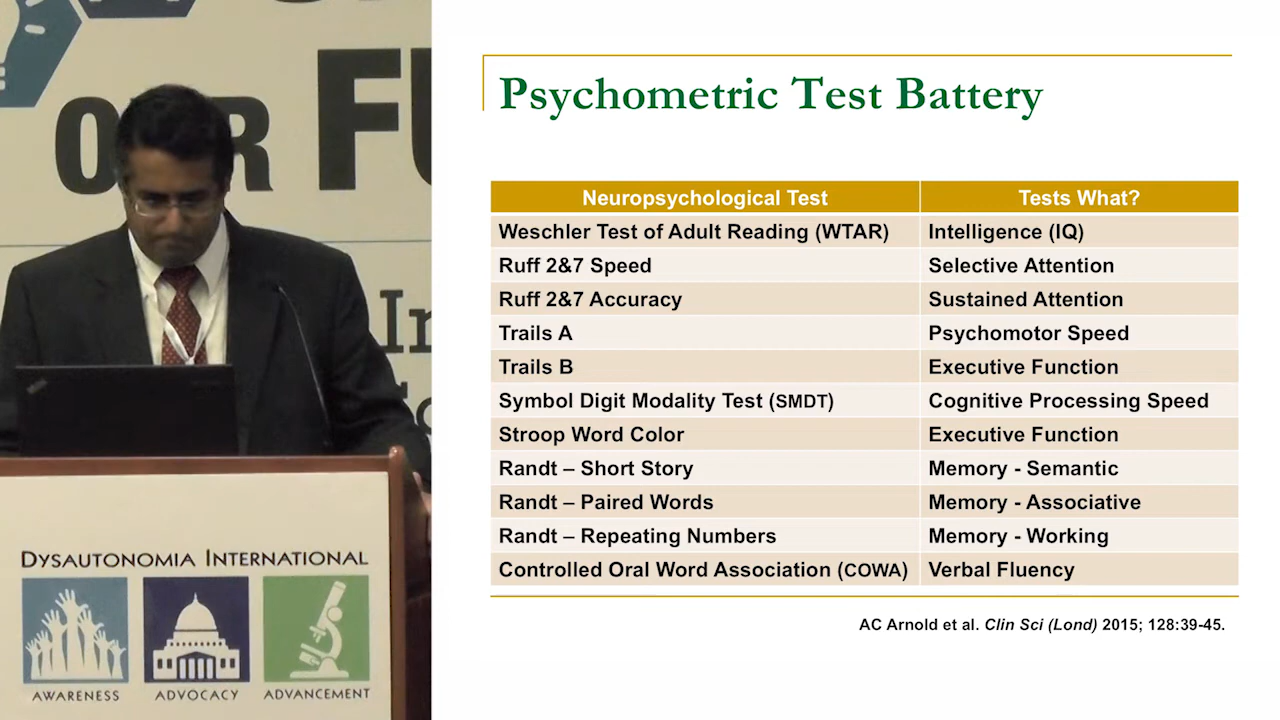 OUR FU
Psychometric Test Battery
Neuropsychological Test Tests What?
Weschler Test of Adult Reading (WTAR) Intelligence (IQ)
Ruff 2&7 Speed Selective Attention
Ruff 2&7 Accuracy Sustained Attention
Trails A Psychomotor Speed
Trails B Executive Function
Symbol Digit Modality Test (SMDT) Cognitive Processing Speed
Stroop Word Color Executive Function
Randt – Short Story Memory - Semantic
Randt – Paired Words Memory - Associative
Randt – Repeating Numbers Memory - Working
Controlled Oral Word Association (COWA) Verbal Fluency
AC Arnold et al. Clin Sci (Lond) 2015; 128:39-45.
In
DYSAUTONOMIA INTERNATIONAL
AWARENESS ADVOCACY ADVANCEMENT